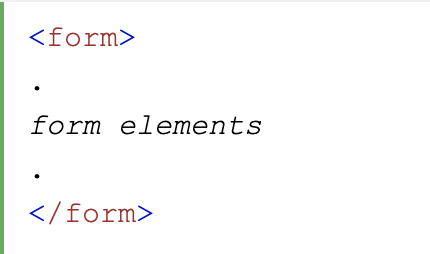 <form>
.
form elements
.
</form>